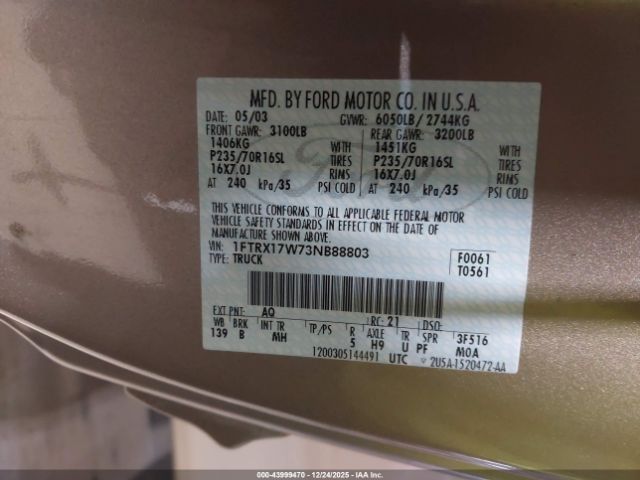 MFD. BY FORD MOTOR CO. IN U.S.A.
DATE: 05/03 GVWR: 6050LB/ 2744KG
FRONT GAWR: 3100LB REAR GAWR: 3200LB
1406KG WITH 1451KG WITH
P235/70R16SL TIRES P235/70R16SL TIRES
16X7.0J RIMS 16X7.0J RIMS
AT 240 kPa/35 PSI COLD AT 240 kPa/35 PSI COLD
THIS VEHICLE CONFORMS TO ALL APPLICABLE FEDERAL MOTOR
VEHICLE SAFETY STANDARDS IN EFFECT ON THE DATE OF
MANUFACTURE SHOWN ABOVE.
VIN: 1FTRX17W73NB88803 F0061
TYPE: TRUCK T0561
EXT PNT: AQ RC: 21 DSO:
WB BRK INT TR TP/PS R AXLE TR SPR 3F516
139 B MH 5 H9 U PF MOA
1200305144491 UTC 2U5A-1520472-AA
Ford
000-43999470 - 12/24/2025 - IAA, Inc.